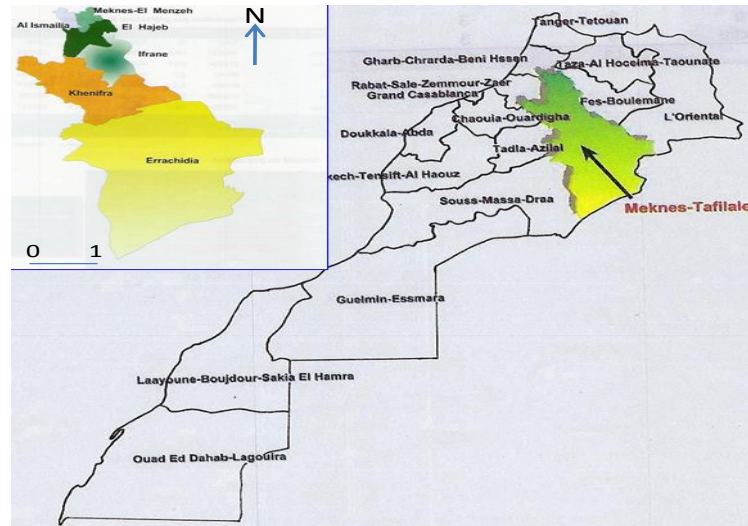 Meknes-El Menzeh
Al Ismailia
El Hajeb
Ifrane
Khenifra
Errachidia
0 1
N
Tanger-Tetouan
Gharb-Chrarda-Beni Hssen
Taza-Al Hoceima-Taounate
Rabat-Sale-Zemmour-Zaer
Grand Casablanca
Fes-Boulemane
Chaouia-Ouardigha
L'Oriental
Doukkala-Abda
Tadla-Azilal
kech-Tensift-Al Haouz
Souss-Massa-Draa
Meknes-Tafilale
Guelmin-Essmara
Laayoune-Boujdour-Sakia El Hamra
Ouad Ed Dahab-Lagouira